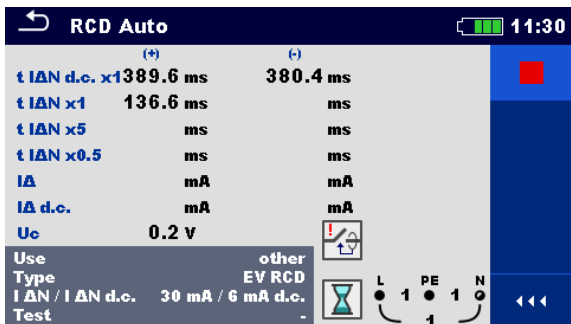 RCD Auto 11:30
(+) (-)
t IΔN d.c. x1 389.6 ms 380.4 ms
t IΔN x1 136.6 ms ms
t IΔN x5 ms ms
t IΔN x0.5 ms ms
IΔ mA mA
IΔ d.c. mA mA
Uc 0.2 V
Use other
Type EV RCD
I ΔN / I ΔN d.c. 30 mA / 6 mA d.c.
Test -
L PE N
1 1
1